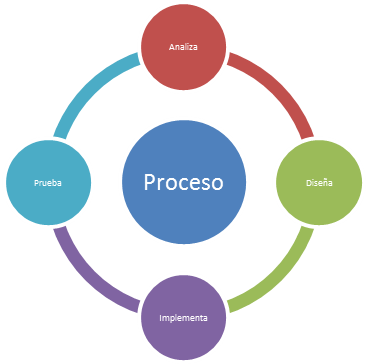 Analiza
Prueba
Proceso
Diseña
Implementa